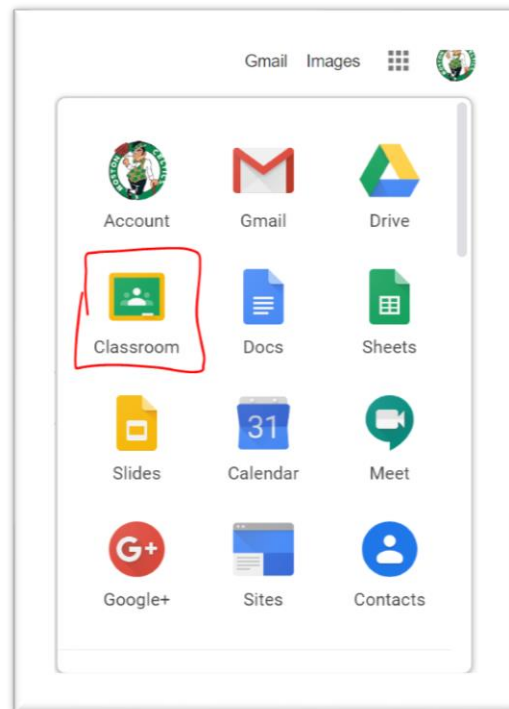 Gmail Images
Account Gmail Drive
Classroom Docs Sheets
31
Slides Calendar Meet
G+
Google+ Sites Contacts